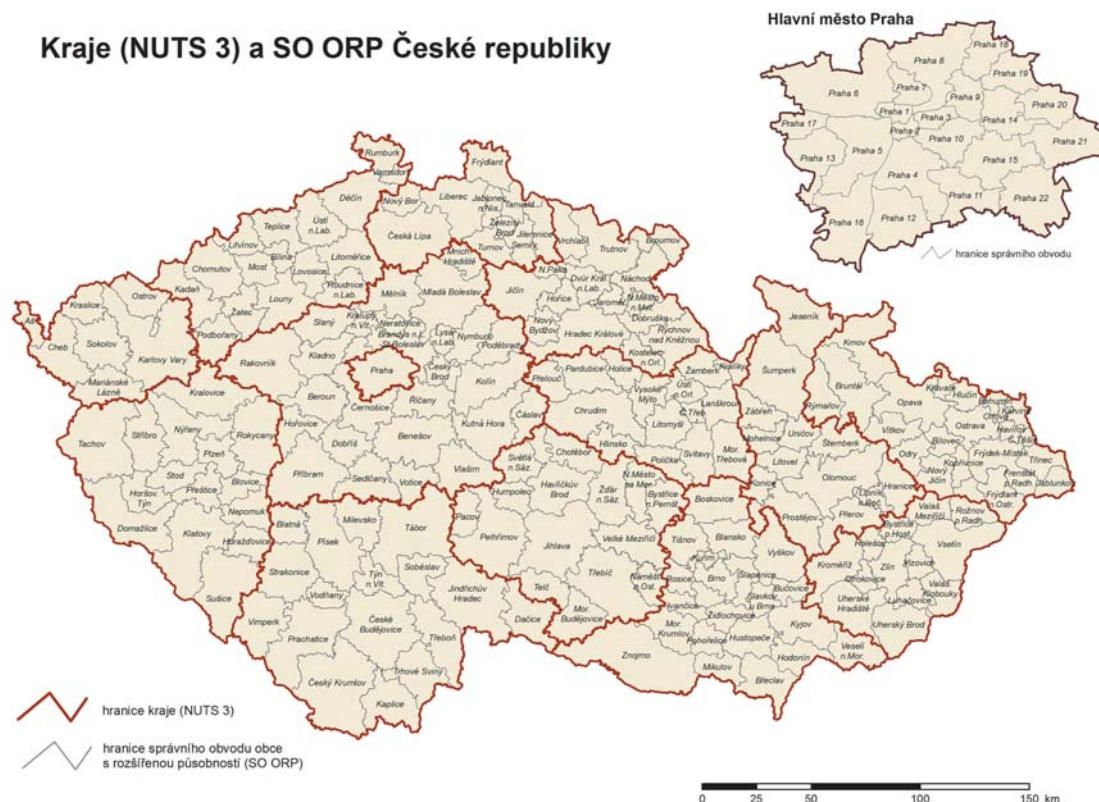 Kraje (NUTS 3) a SO ORP České republiky
Hlavní město Praha
Praha 18
Praha 8
Praha 19
Praha 6
Praha 7
Praha 9
Praha 20
Praha 1
Praha 3
Praha 14
Praha 17
Praha 2
Praha 10
Praha 21
Praha 5
Praha 13
Praha 15
Praha 4
Praha 11
Praha 22
Praha 16
Praha 12
hranice správního obvodu
Rumburk
Varnsdorf
Frýdlant
Děčín
Nový Bor
Liberec
Jablonec
n.Nis.
Tanvald
Teplice
Ústí
n.Lab.
Železný
Brod
Jilemnice
Semily
Turnov
Česká Lípa
Vrchlabí
Trutnov
Broumov
Litvínov
Bílina
Litoměřice
Mnich.
Hradiště
Chomutov
Most
Lovosice
Roudnice
n.Lab.
N.Paka
Dvůr Král.
n.Lab.
Náchod
Kadaň
Jičín
Hořice
Jaroměř
N.Město
n.Met.
Mělník
Mladá Boleslav
Dobruška
Kraslice
Ostrov
Louny
Žatec
Aš
Sokolov
Podbořany
Slaný
Kralupy
n.Vlt.
Neratovice
Brandýs n.L.
-St.Boleslav
Lysá
n.Lab.
Nymburk
Poděbrady
Nový
Bydžov
Hradec Králové
Rychnov
nad Kněžnou
Kostelec
n.Orl.
Cheb
Karlovy Vary
Rakovník
Kladno
Praha
Český
Brod
Kolín
Mariánské
Lázně
Kralovice
Beroun
Černošice
Říčany
Přelouč
Pardubice
Holice
Žamberk
Králíky
Vysoké
Mýto
Ústí
n.Orl.
Lanškroun
Č.Třeb.
Jeseník
Šumperk
Krnov
Bruntál
Rýmařov
Opava
Kravaře
Hlučín
Bohumín
Orlová
Karviná
Havířov
Č.Těšín
Ostrava
Vítkov
Bílovec
Frýdek-Místek
Třinec
Odry
Kopřivnice
Nový
Jičín
Frenštát
p.Radh.
Jablunkov
Frýdlant
n.Ostr.
Tachov
Stříbro
Nýřany
Rokycany
Plzeň
Hořovice
Dobříš
Benešov
Kutná Hora
Čáslav
Chrudim
Litomyšl
Hlinsko
Polička
Svitavy
Mor.
Třebová
Zábřeh
Mohelnice
Uničov
Šternberk
Litovel
Olomouc
Konice
Lipník
n.Beč.
Hranice
Prostějov
Přerov
Stod
Horšov.
Týn
Přeštice
Blovice
Příbram
Sedlčany
Votice
Vlašim
Světlá
n.Sáz.
Chotěboř
Havlíčkův
Brod
Humpolec
Žďár
n.Sáz.
N.Město
na Mor.
Bystřice
n.Pernšt.
Boskovice
Valaš.
Meziříčí
Rožnov
p.Radh.
Bystřice
p.Host.
Holešov
Vsetín
Domažlice
Klatovy
Nepomuk
Horažďovice
Sušice
Blatná
Milevsko
Tábor
Písek
Pacov
Pelhřimov
Jihlava
Velké Meziříčí
Tišnov
Blansko
Vyškov
Kuřim
Kroměříž
Zlín
Vizovice
Otrokovice
Valaš.
Klobouky
Luhačovice
Uherské
Hradiště
Uherský Brod
Strakonice
Týn
n.Vlt.
Soběslav
Vodňany
Jindřichův
Hradec
Telč
Třebíč
Náměšť
n.Osl.
Rosice
Brno
Šlapanice
Slavkov
u Brna
Bučovice
Ivančice
Židlochovice
Mor.
Budějovice
Mor.
Krumlov
Pohořelice
Hustopeče
Kyjov
Veselí
n.Mor.
Hodonín
Znojmo
Mikulov
Břeclav
Vimperk
Prachatice
České
Budějovice
Třeboň
Dačice
Český Krumlov
Trhové Sviny
Kaplice
hranice kraje (NUTS 3)
hranice správního obvodu obce
s rozšířenou působností (SO ORP)
0 25 50 100 150 km